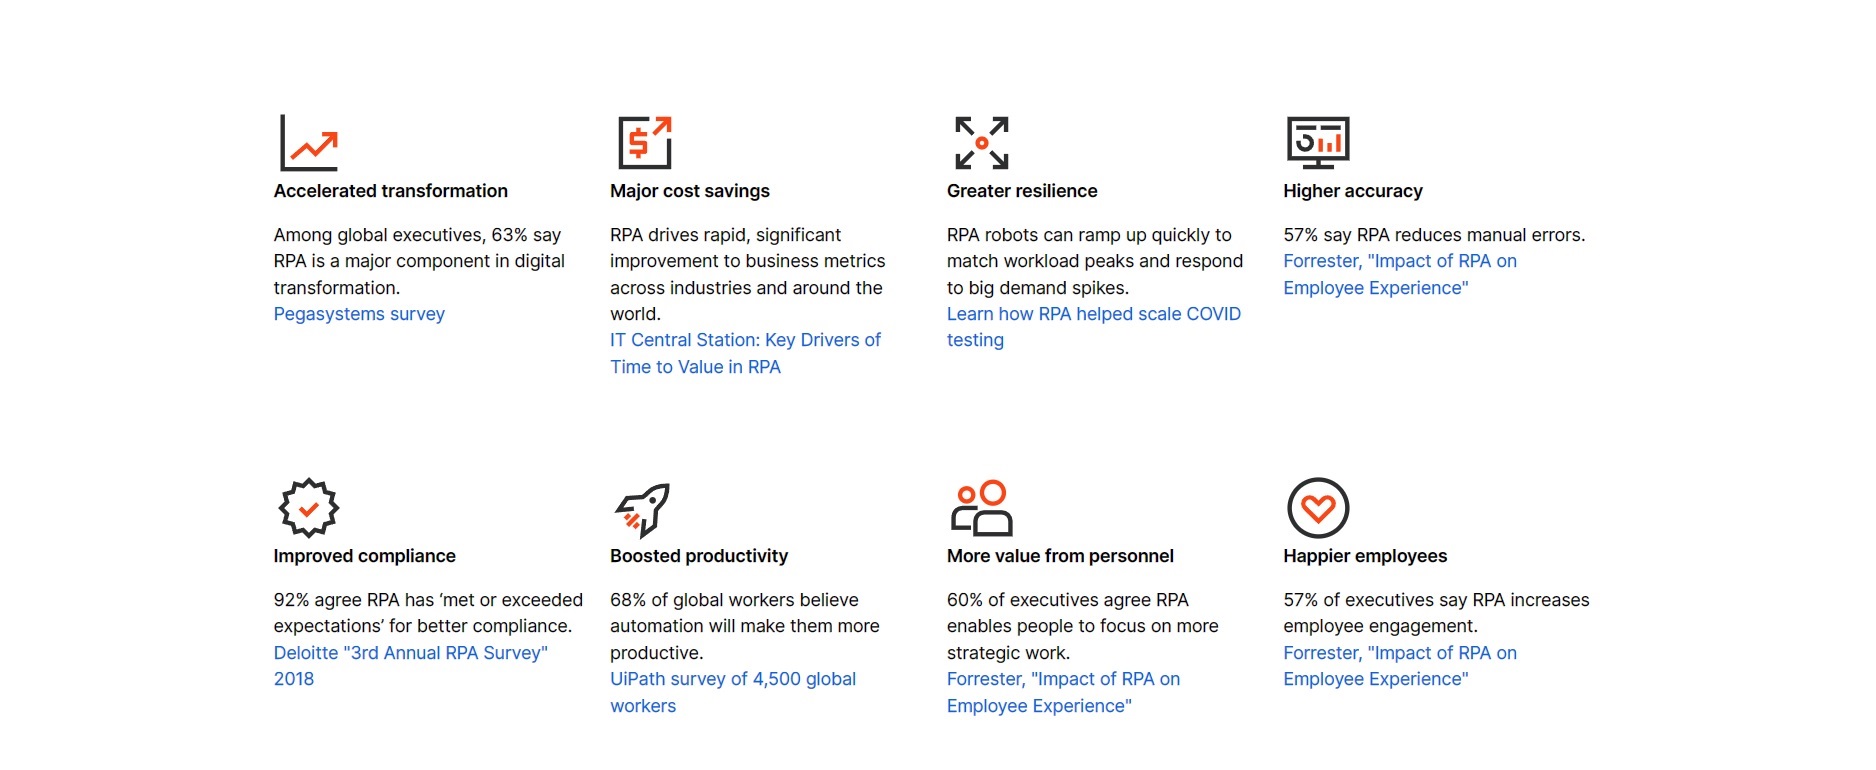 Accelerated transformation
Among global executives, 63% say
RPA is a major component in digital
transformation.
Pegasystems survey
Major cost savings
RPA drives rapid, significant
improvement to business metrics
across industries and around the
world.
IT Central Station: Key Drivers of
Time to Value in RPA
Greater resilience
RPA robots can ramp up quickly to
match workload peaks and respond
to big demand spikes.
Learn how RPA helped scale COVID
testing
Higher accuracy
57% say RPA reduces manual errors.
Forrester, "Impact of RPA on
Employee Experience"
Improved compliance
92% agree RPA has ‘met or exceeded
expectations’ for better compliance.
Deloitte "3rd Annual RPA Survey"
2018
Boosted productivity
68% of global workers believe
automation will make them more
productive.
UiPath survey of 4,500 global
workers
More value from personnel
60% of executives agree RPA
enables people to focus on more
strategic work.
Forrester, "Impact of RPA on
Employee Experience"
Happier employees
57% of executives say RPA increases
employee engagement.
Forrester, "Impact of RPA on
Employee Experience"